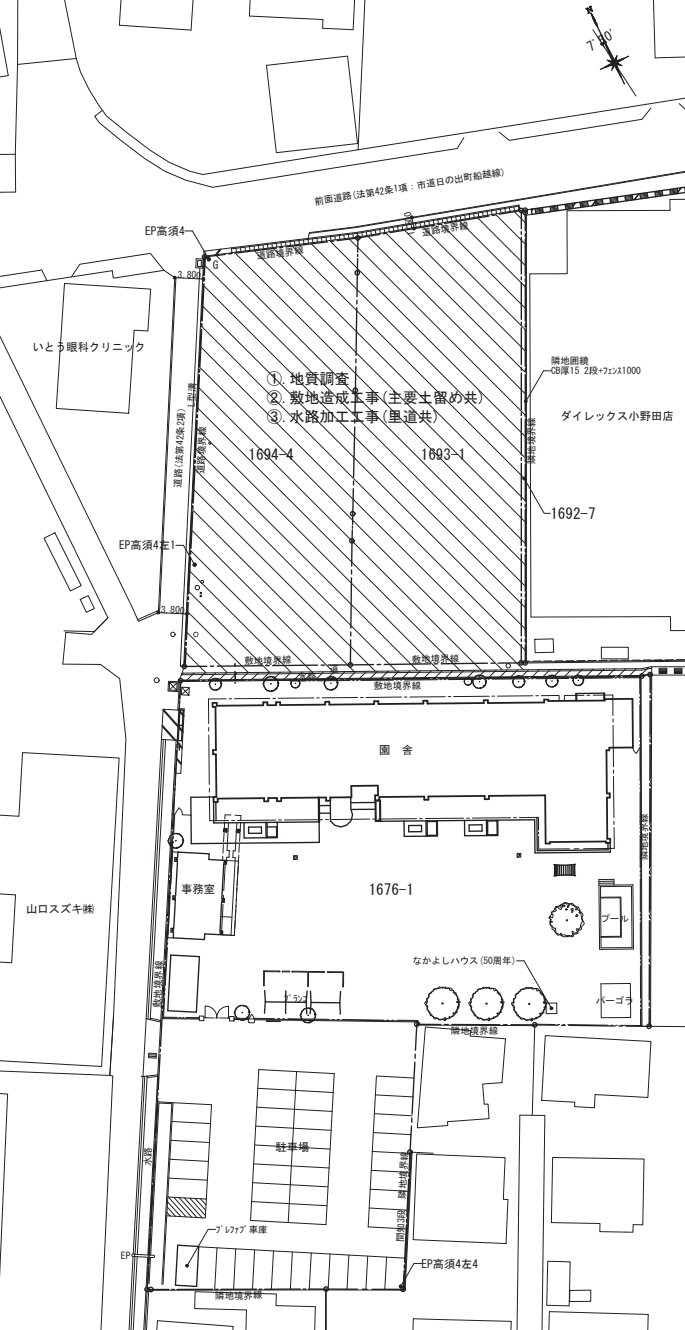 N
7°50'
前面道路(法第42条1項：市道日の出町船越線)
EP高須4
道路境界線
道路境界線
G
3.80
いとう眼科クリニック
隣地囲繞
CB厚15 2段+フェンス1000
①. 地質調査
②. 敷地造成工事(主要土留め共)
③. 水路加工工事(里道共)
ダイレックス小野田店
L型溝
道路(法第42条2項)
道路境界線
隣地境界線
1694-4
1693-1
1692-7
EP高須4左1
3.80
敷地境界線
道
敷地境界線
敷地境界線
園 舎
隣地境界線
事務室
1676-1
山口スズキ㈱
プール
なかよしハウス(50周年)
敷地境界線
ブランコ
パーゴラ
隣地境界線
水路
駐車場
隣地境界線
間知3段
プレファブ車庫
EP
EP高須4左4
隣地境界線